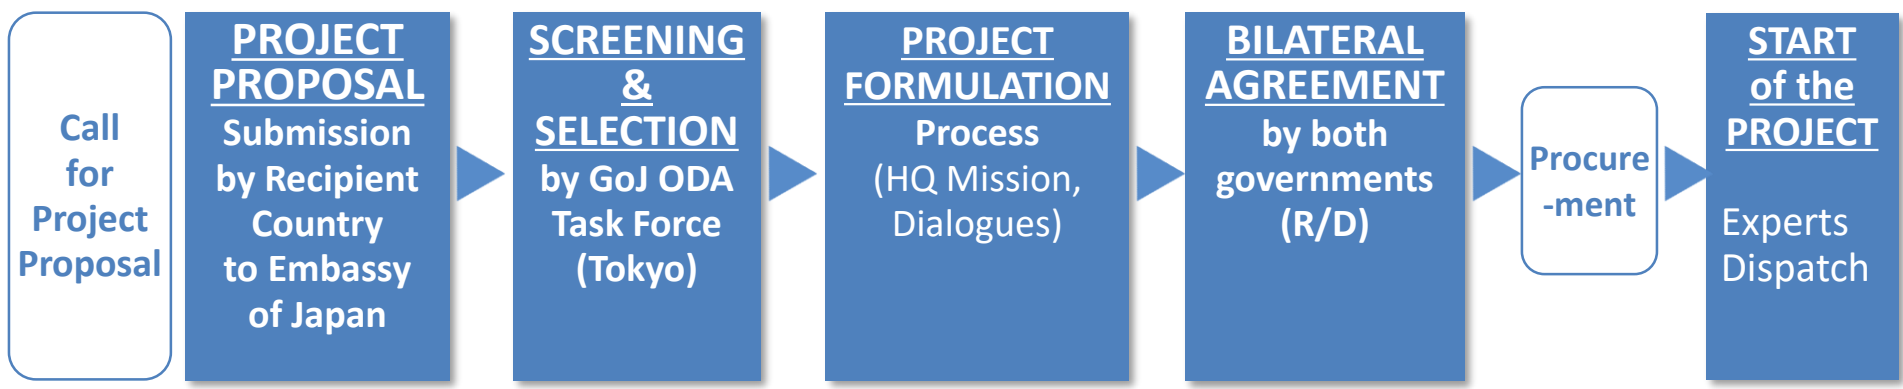 Call
for
Project
Proposal
PROJECT
PROPOSAL
Submission
by Recipient
Country
to Embassy
of Japan
SCREENING
&
SELECTION
by GoJ ODA
Task Force
(Tokyo)
PROJECT
FORMULATION
Process
(HQ Mission,
Dialogues)
BILATERAL
AGREEMENT
by both
governments
(R/D)
Procure
-ment
START
of the
PROJECT
Experts
Dispatch